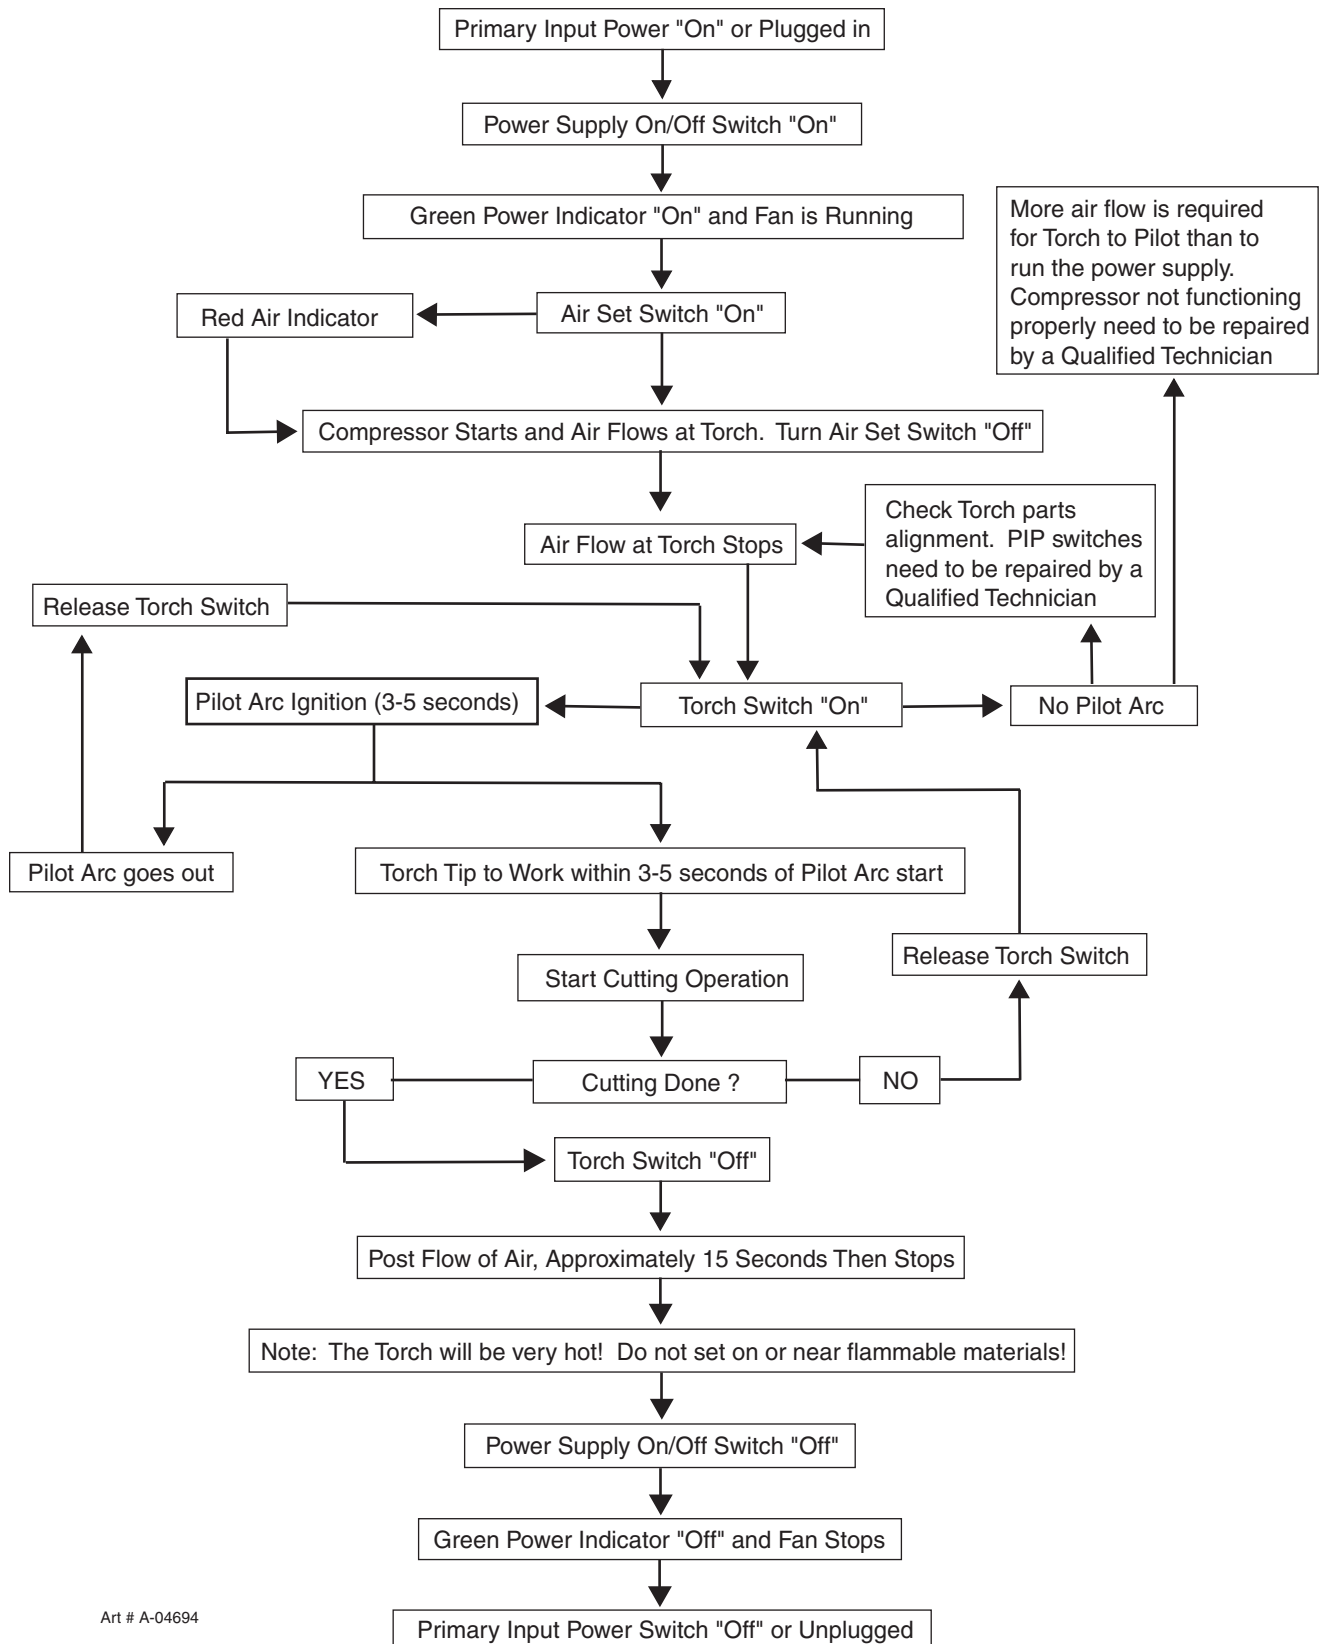 Primary Input Power "On" or Plugged in
Power Supply On/Off Switch "On"
Green Power Indicator "On" and Fan is Running
More air flow is required
for Torch to Pilot than to
run the power supply.
Compressor not functioning
properly need to be repaired
by a Qualified Technician
Red Air Indicator
Air Set Switch "On"
Compressor Starts and Air Flows at Torch. Turn Air Set Switch "Off"
Check Torch parts
alignment. PIP switches
need to be repaired by a
Qualified Technician
Air Flow at Torch Stops
Release Torch Switch
Pilot Arc Ignition (3-5 seconds)
Torch Switch "On"
No Pilot Arc
Pilot Arc goes out
Torch Tip to Work within 3-5 seconds of Pilot Arc start
Release Torch Switch
Start Cutting Operation
YES
Cutting Done ?
NO
Torch Switch "Off"
Post Flow of Air, Approximately 15 Seconds Then Stops
Note: The Torch will be very hot! Do not set on or near flammable materials!
Power Supply On/Off Switch "Off"
Green Power Indicator "Off" and Fan Stops
Art # A-04694
Primary Input Power Switch "Off" or Unplugged